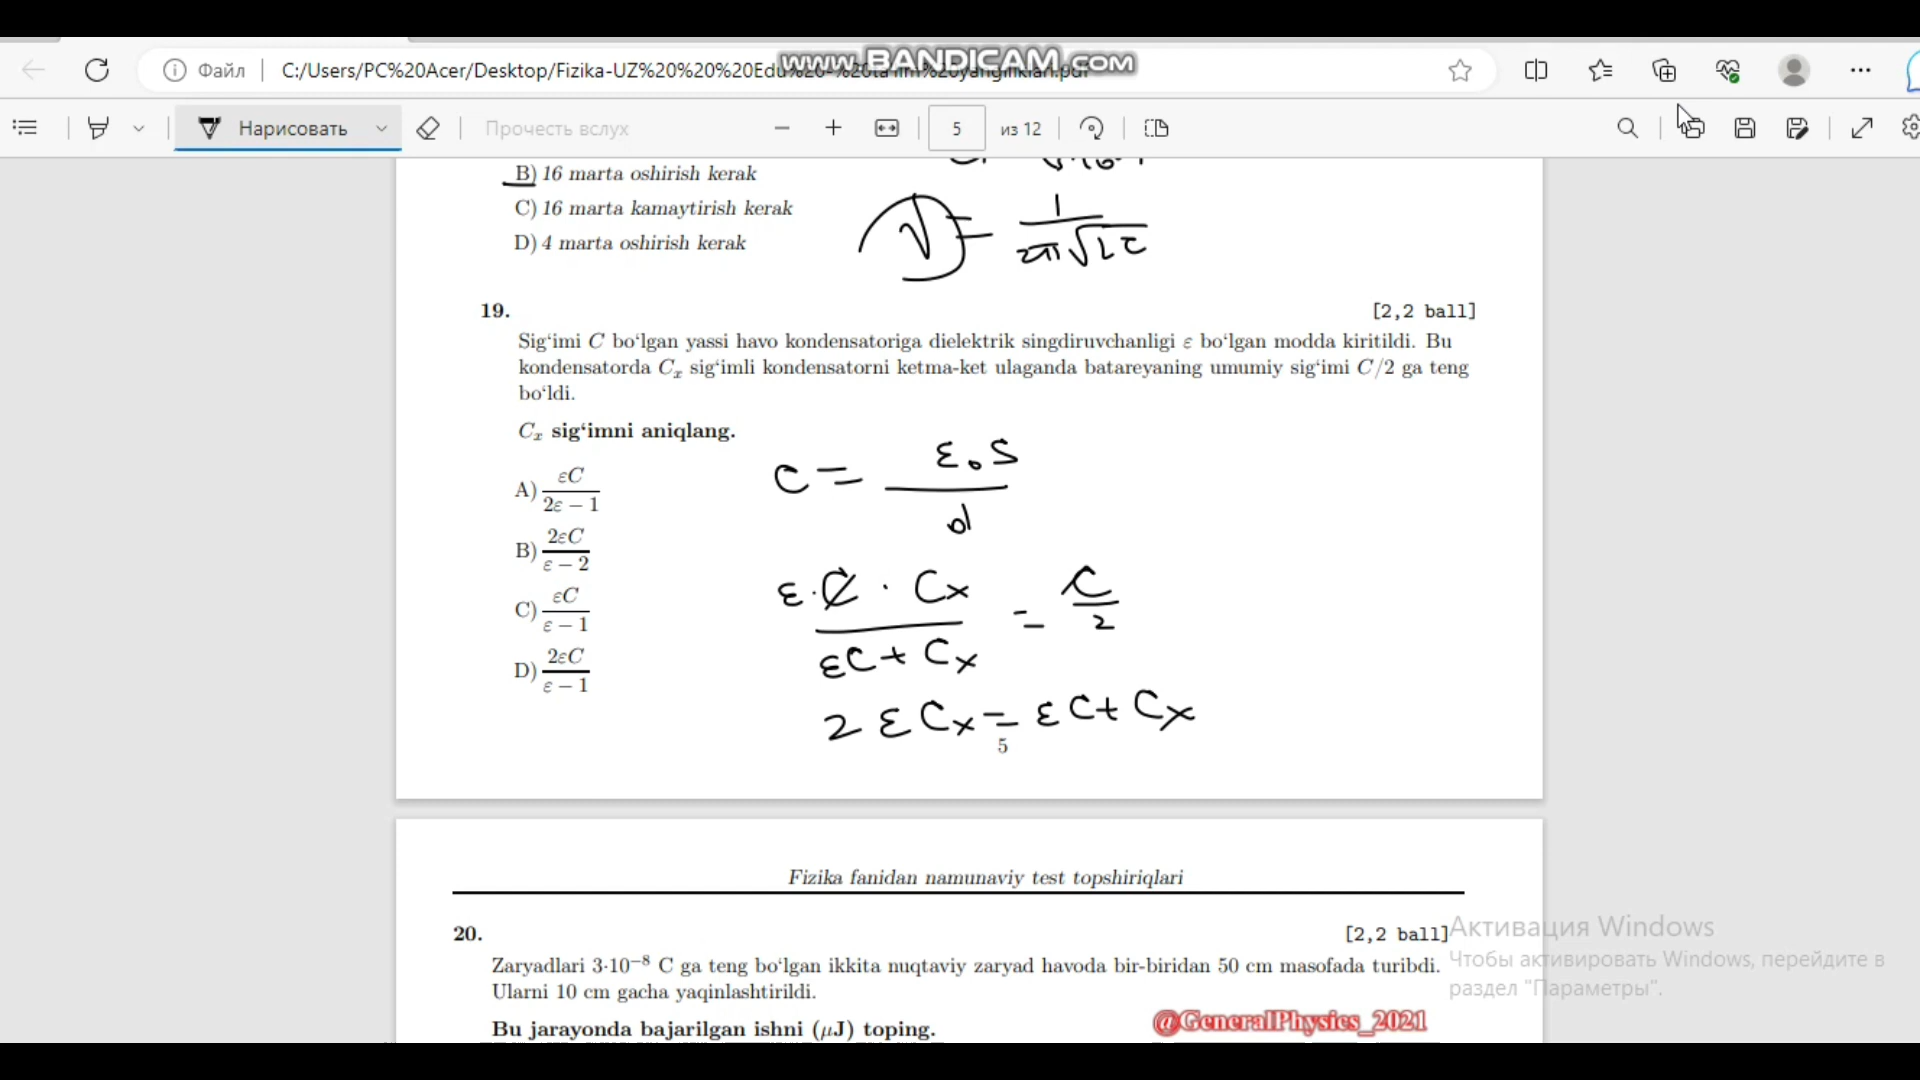 www.BANDICAM.com
Файл
C:/Users/PC%20Acer/Desktop/Fizika-UZ%20%20%20Edu
Нарисовать
Прочесть вслух
5
из 12
B) 16 marta oshirish kerak
C) 16 marta kamaytirish kerak
D) 4 marta oshirish kerak
ν = 1/(2π√LC)
19.
[2,2 ball]
Sig‘imi C bo‘lgan yassi havo kondensatoriga dielektrik singdiruvchanligi ε bo‘lgan modda kiritildi. Bu
kondensatorda Cₓ sig‘imli kondensatorni ketma-ket ulaganda batareyaning umumiy sig‘imi C/2 ga teng
bo‘ldi.
Cₓ sig‘imni aniqlang.
A) εC/(2ε − 1)
B) 2εC/(ε − 2)
C) εC/(ε − 1)
D) 2εC/(ε − 1)
C = ε₀S/d
ε·C · Cx/(εC + Cx) = C/2
2 ε Cx = εC + Cx
5
Fizika fanidan namunaviy test topshiriqlari
20.
[2,2 ball]
Zaryadlari 3·10⁻⁸ C ga teng bo‘lgan ikkita nuqtaviy zaryad havoda bir-biridan 50 cm masofada turibdi.
Ularni 10 cm gacha yaqinlashtirildi.
Bu jarayonda bajarilgan ishni (μJ) toping.
Активация Windows
Чтобы активировать Windows, перейдите в
раздел "Параметры".
@GeneralPhysics_2021